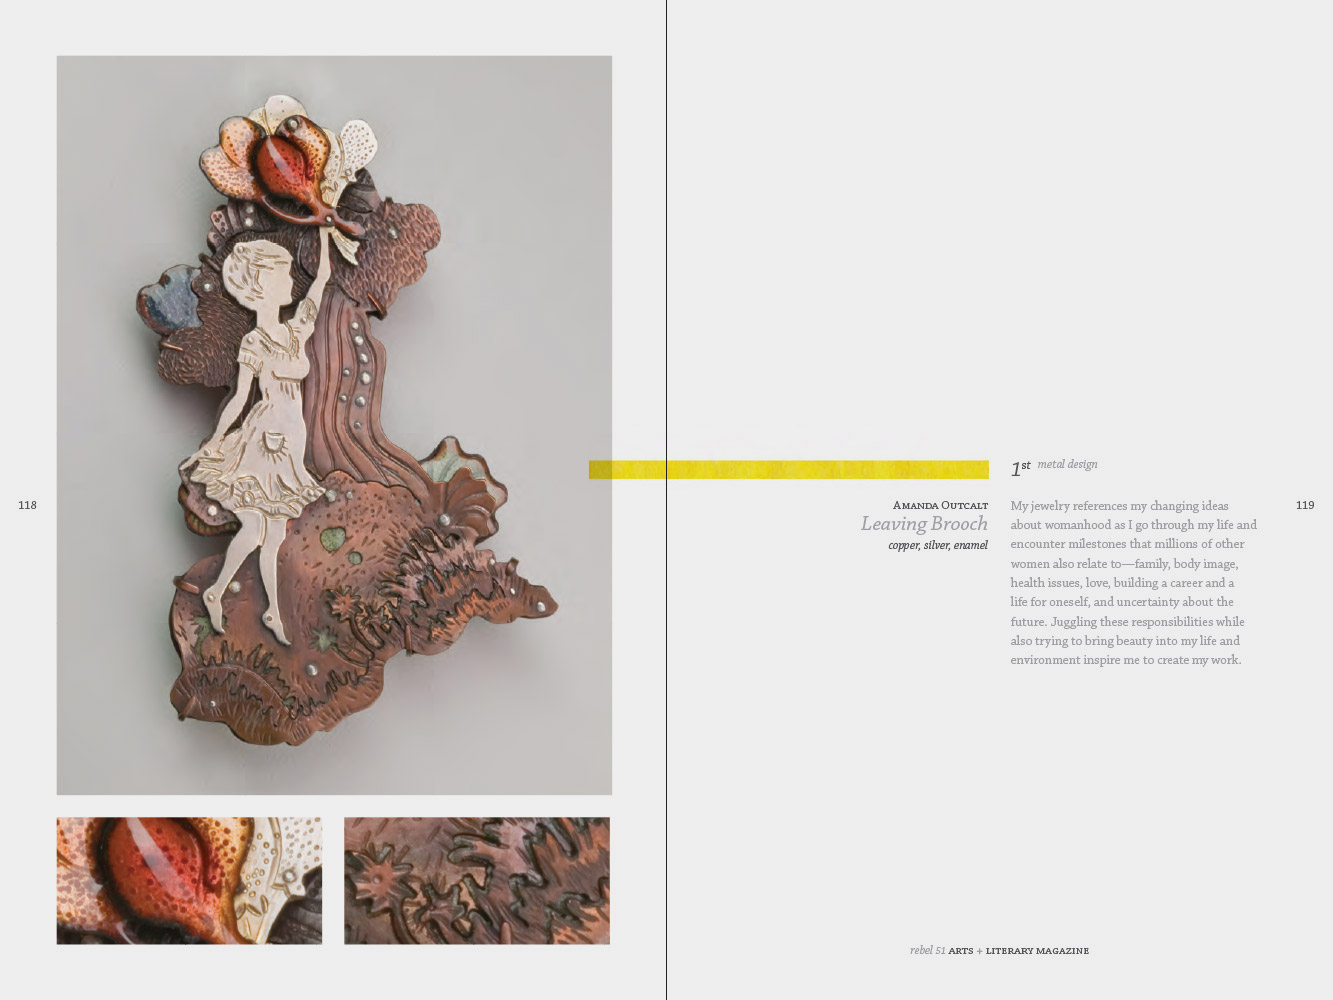 118
1st metal design
AMANDA OUTCALT
Leaving Brooch
copper, silver, enamel
My jewelry references my changing ideas
about womanhood as I go through my life and
encounter milestones that millions of other
women also relate to—family, body image,
health issues, love, building a career and a
life for oneself, and uncertainty about the
future. Juggling these responsibilities while
also trying to bring beauty into my life and
environment inspire me to create my work.
119
rebel 51 ARTS + LITERARY MAGAZINE